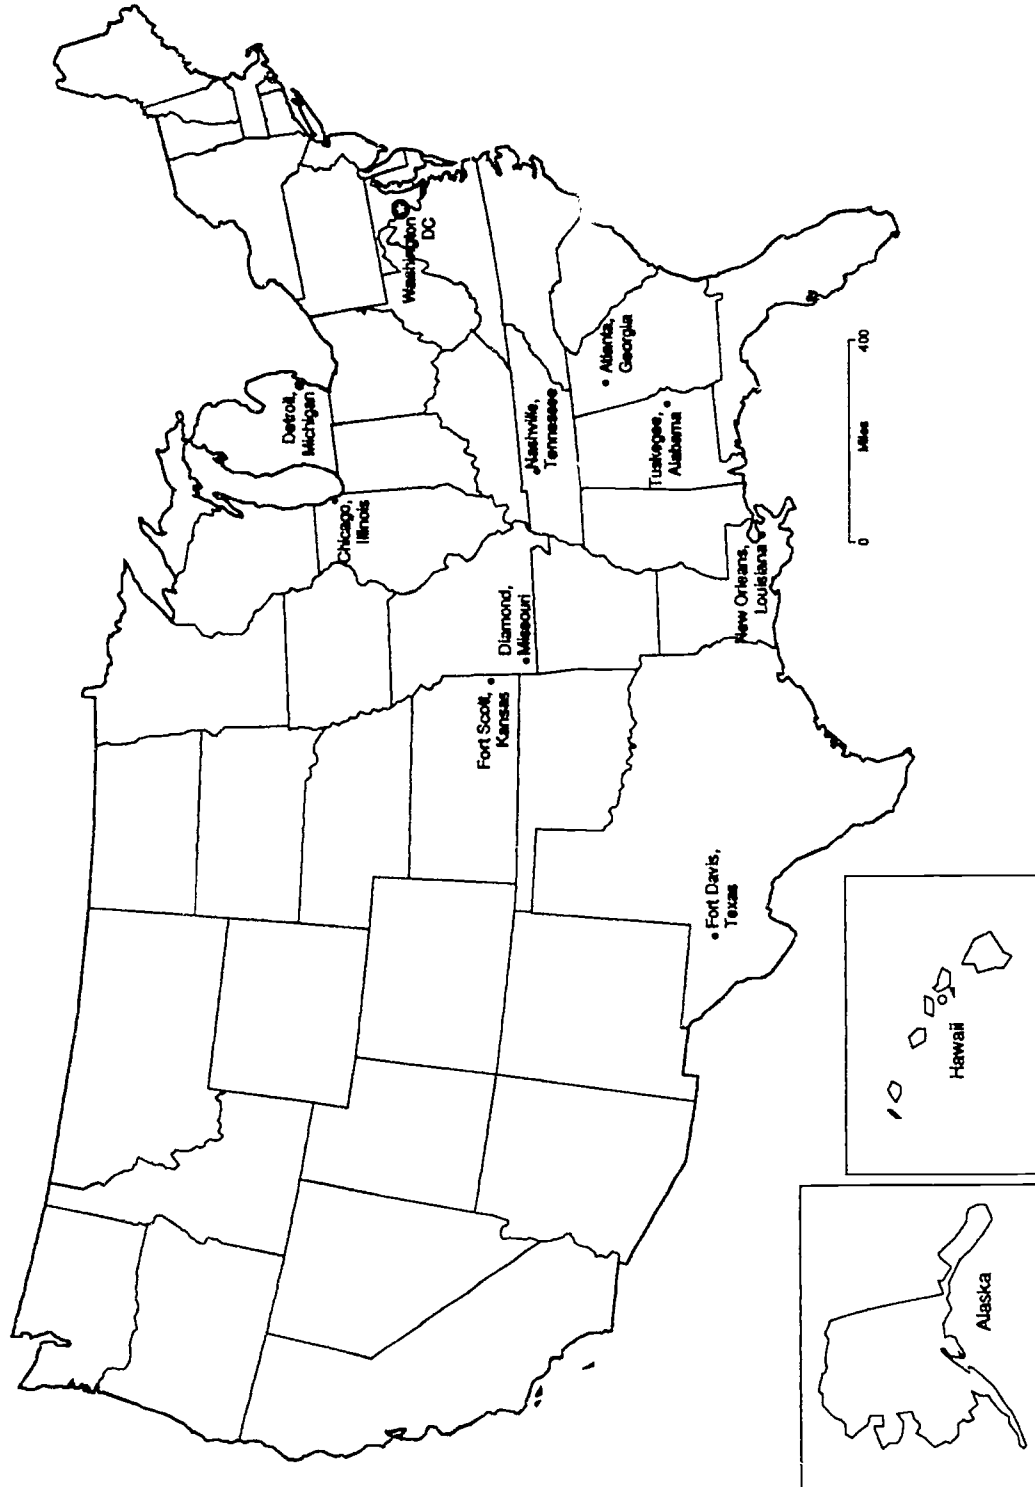 Detroit,
Michigan
Chicago,
Illinois
Washington
DC
Fort Scott,
Kansas
Diamond,
Missouri
Nashville,
Tennessee
Atlanta,
Georgia
Tuskegee,
Alabama
Fort Davis,
Texas
New Orleans,
Louisiana
0
Miles
400
Alaska
Hawaii